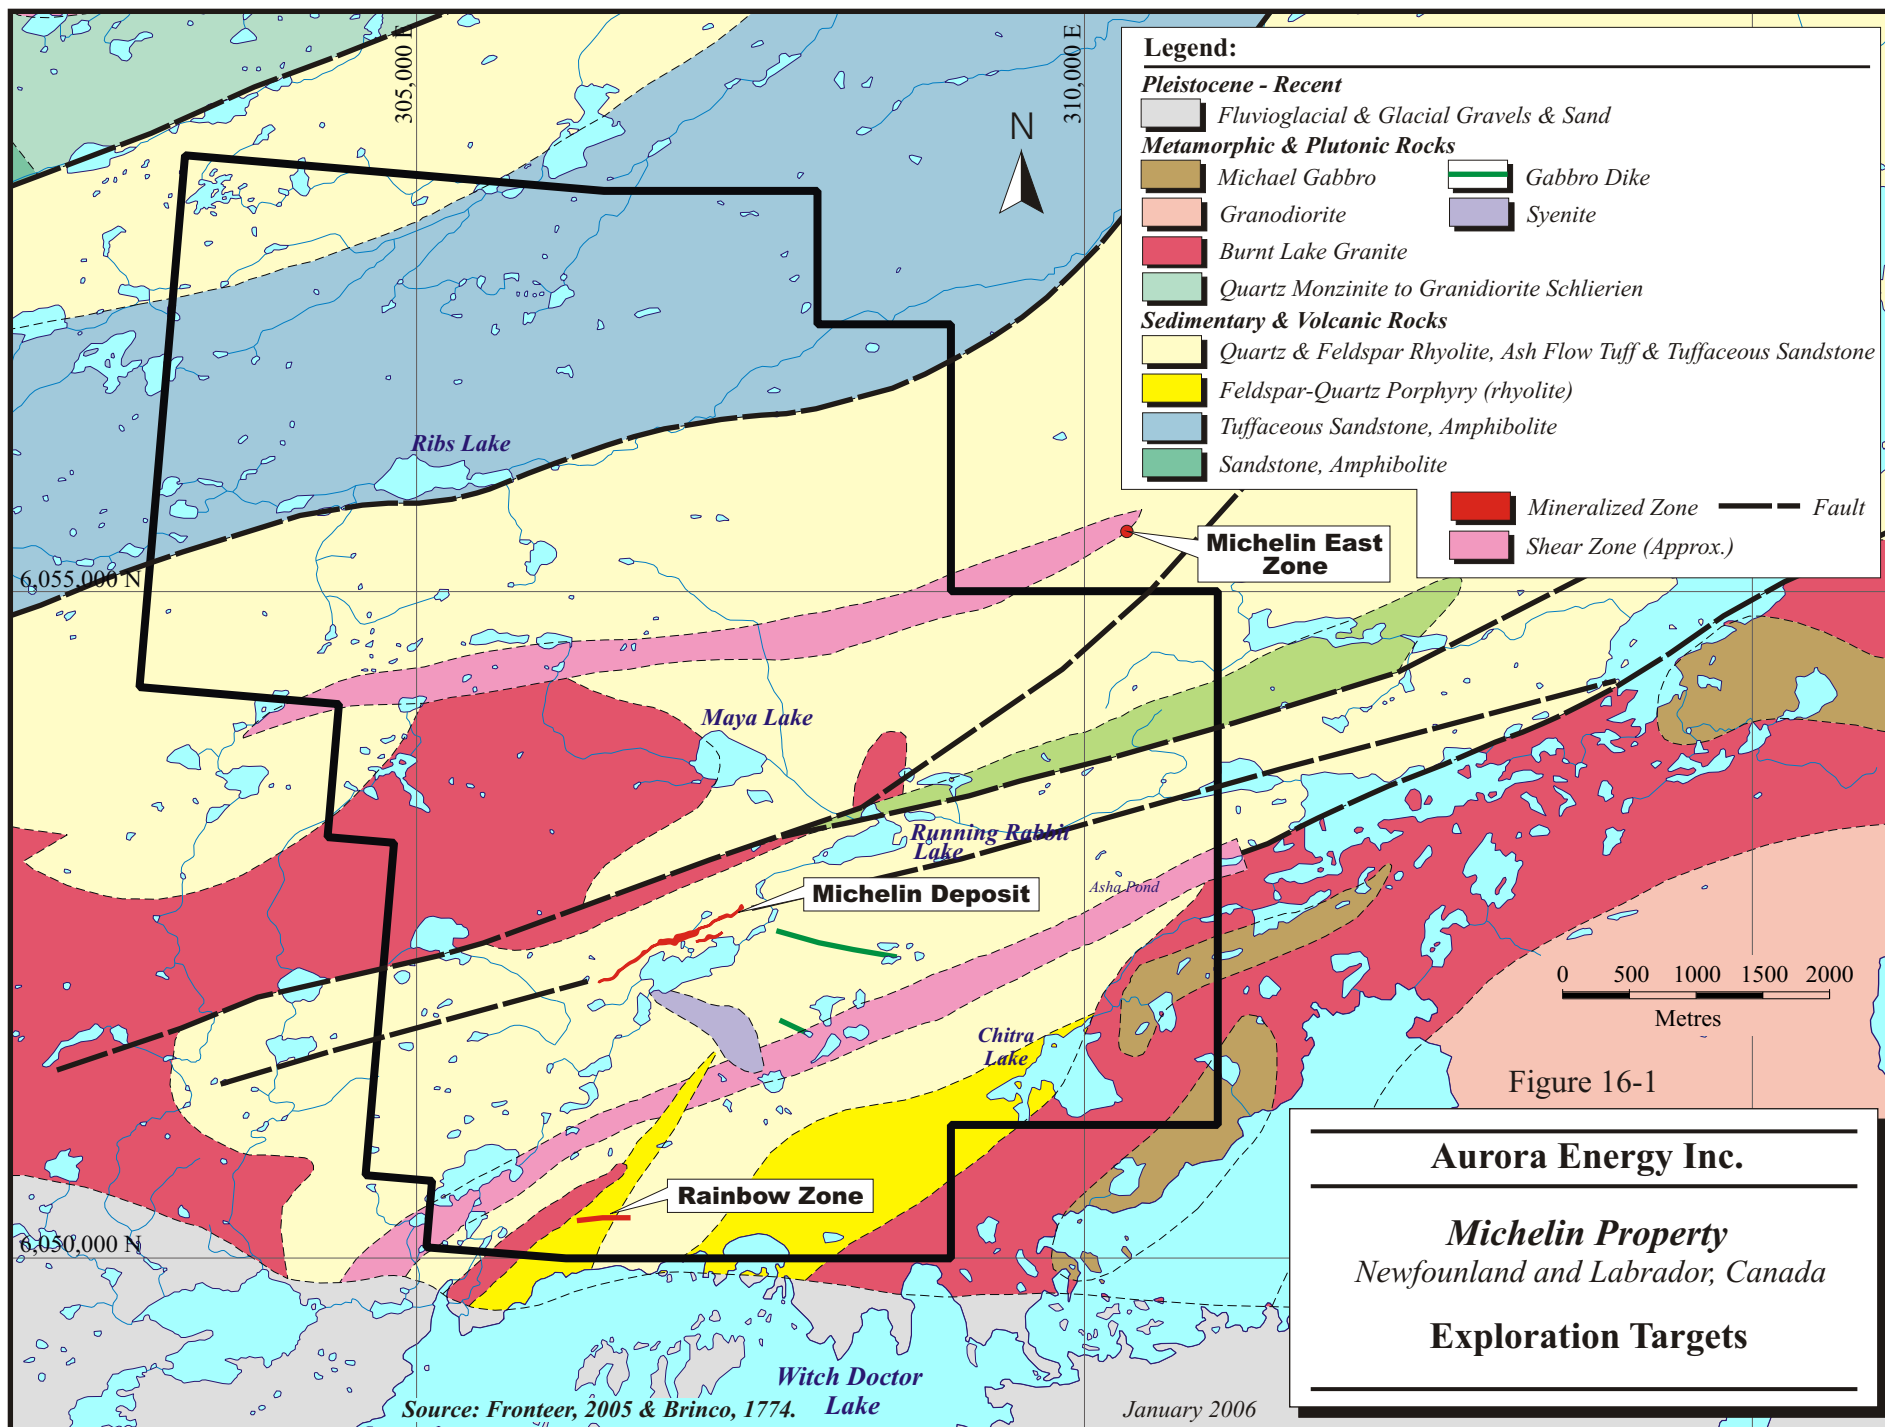 305,000 E
310,000 E
N
Legend:
Pleistocene - Recent
Fluvioglacial & Glacial Gravels & Sand
Metamorphic & Plutonic Rocks
Michael Gabbro
Gabbro Dike
Granodiorite
Syenite
Burnt Lake Granite
Quartz Monzinite to Granidiorite Schlierien
Sedimentary & Volcanic Rocks
Quartz & Feldspar Rhyolite, Ash Flow Tuff & Tuffaceous Sandstone
Feldspar-Quartz Porphyry (rhyolite)
Tuffaceous Sandstone, Amphibolite
Sandstone, Amphibolite
Mineralized Zone
Fault
Shear Zone (Approx.)
Ribs Lake
Michelin East
Zone
6,055,000 N
Maya Lake
Running Rabbit
Lake
Asha Pond
Michelin Deposit
Chitra
Lake
0 500 1000 1500 2000
Metres
Figure 16-1
Rainbow Zone
6,050,000 N
Aurora Energy Inc.
Michelin Property
Newfounland and Labrador, Canada
Exploration Targets
Witch Doctor
Lake
Source: Fronteer, 2005 & Brinco, 1774.
January 2006